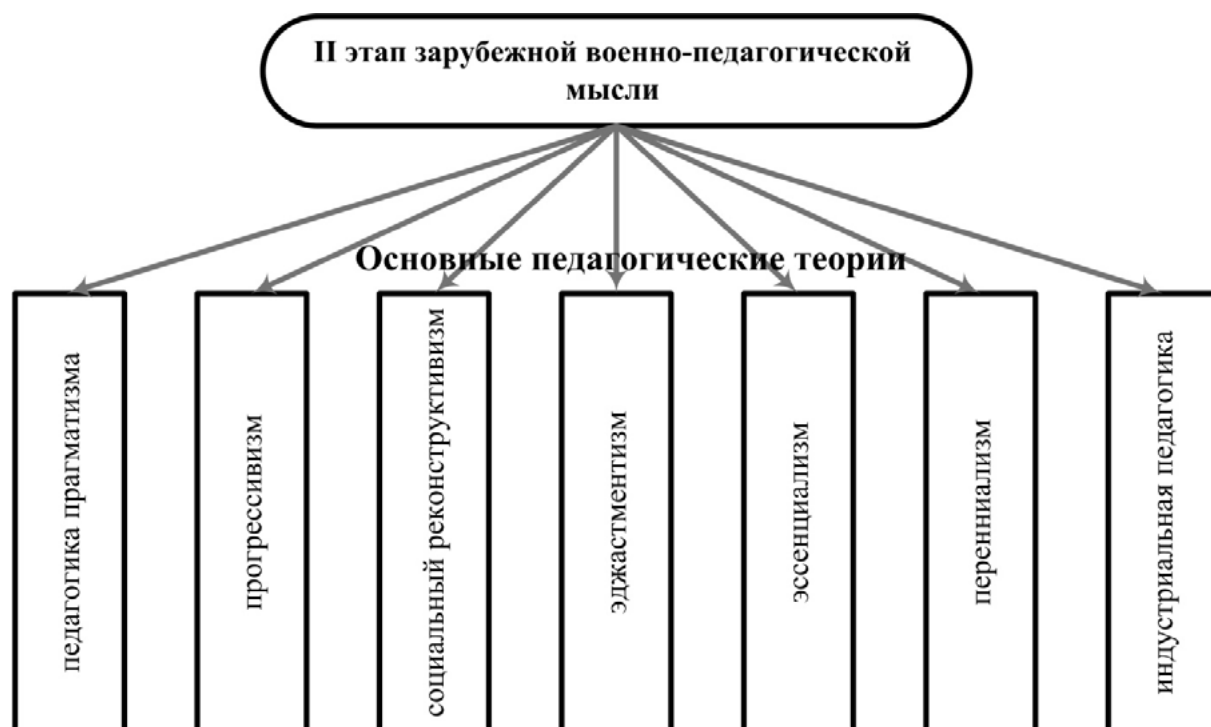 II этап зарубежной военно-педагогической
мысли
Основные педагогические теории
педагогика прагматизма
прогрессивизм
социальный реконструктивизм
эджастментизм
эссенциализм
перенниализм
индустриальная педагогика